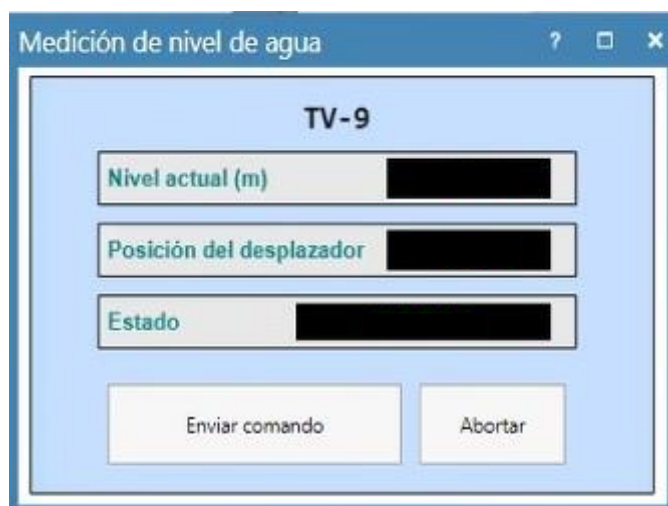 Medición de nivel de agua ?
TV-9
Nivel actual (m)
Posición del desplazador
Estado
Enviar comando Abortar